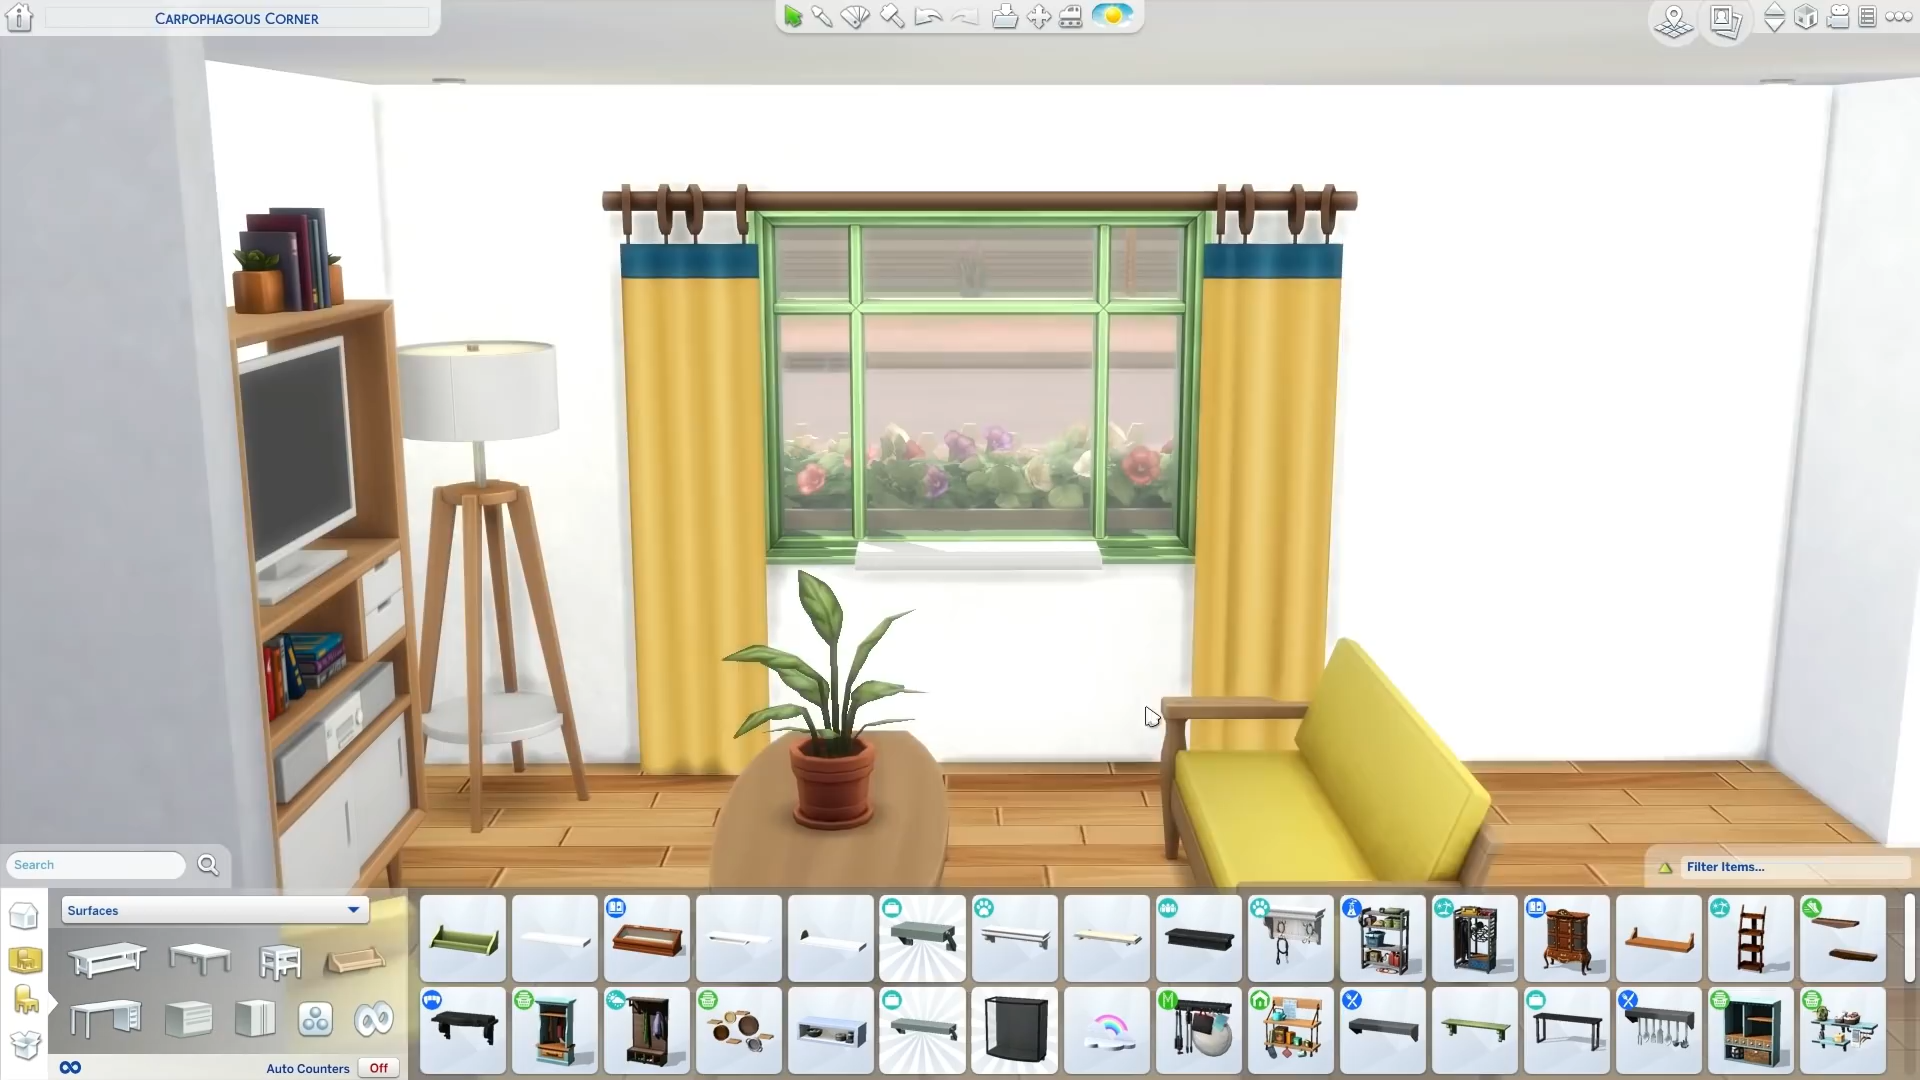 Carpophagous Corner
Search
Filter Items...
Surfaces
Auto Counters Off